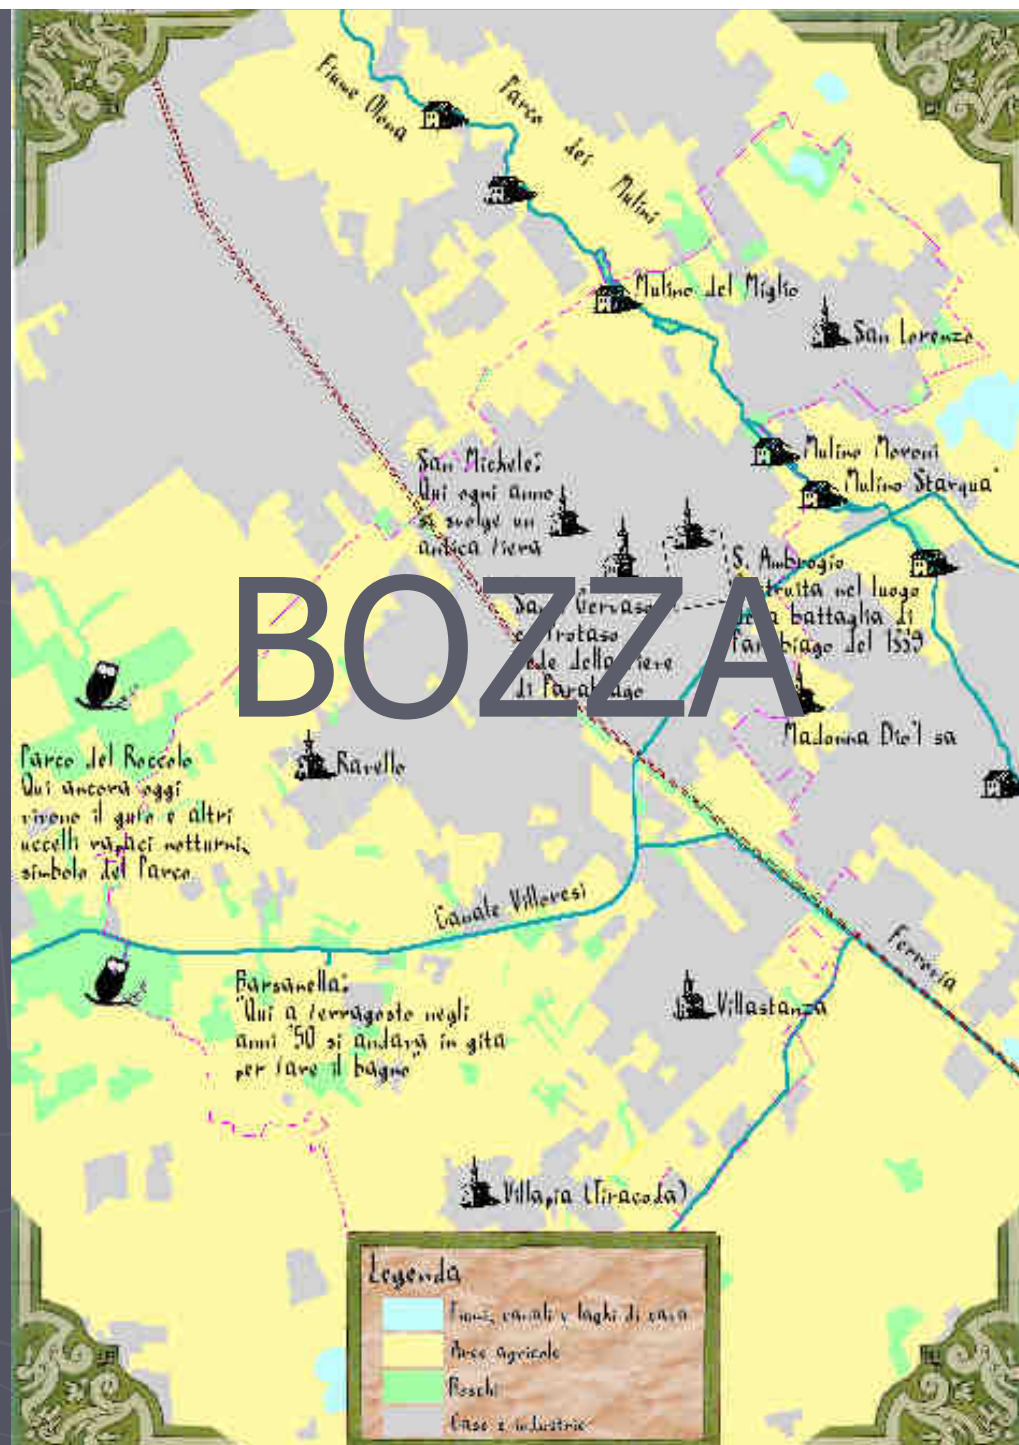 Fiume Olona
Parco dei Mulini
Mulino del Miglio
San Lorenzo
Mulino Moroni
Mulino Starquà
San Michele:
Qui ogni anno
si svolge un
antica fiera
S. Ambrogio
nel luogo
battaglia di
del 1339
San Gervaso
e Protaso
sede della Pieve
di Parabiago
BOZZA
Madonna Dio'l sa
Ravello
Parco del Roccolo
Qui ancora oggi
vivono il gufo e altri
uccelli rapaci notturni,
simbolo del Parco
Canale Villoresi
Ferrovia
Barsanella:
"Qui a ferragosto negli
anni '50 si andava in gita
per fare il bagno"
Villastanza
Villapia (Tiracoda)
Legenda
Fiumi, canali e laghi di cava
Aree agricole
Boschi
Case e industrie